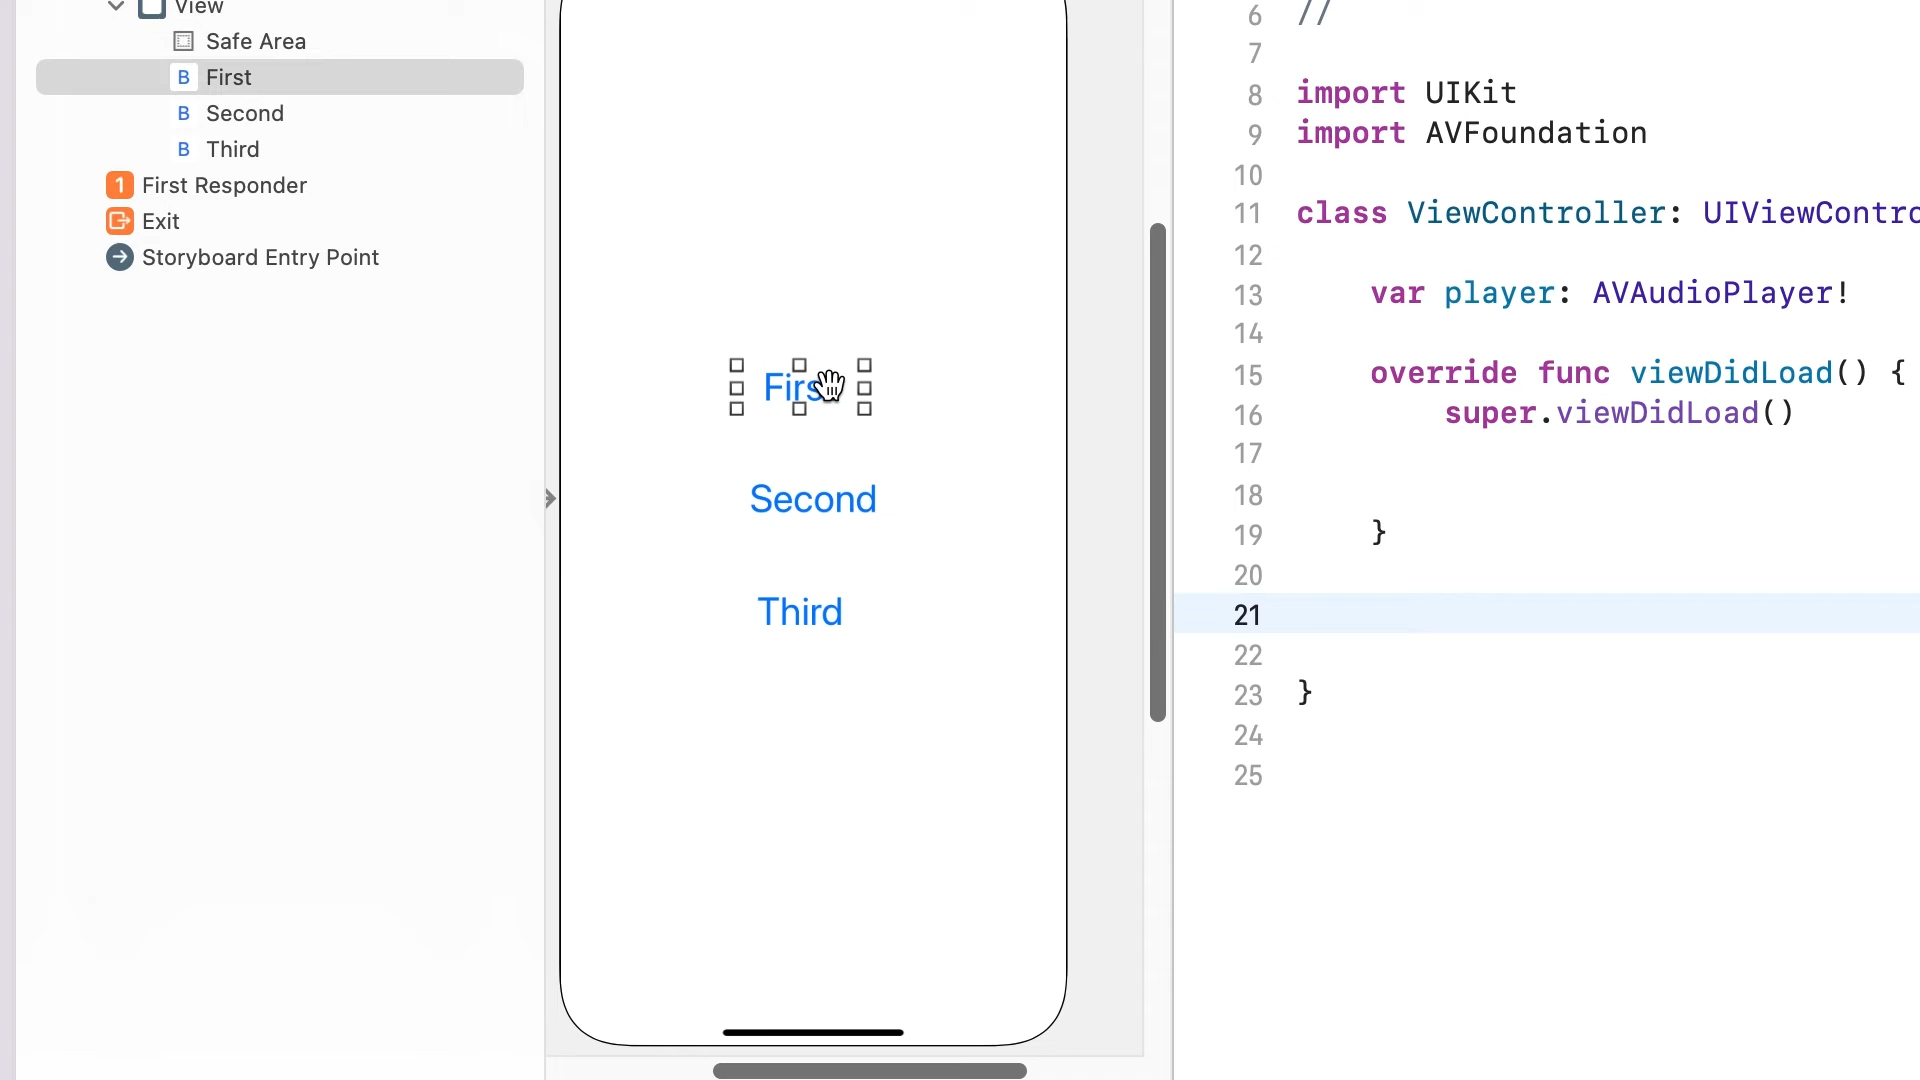 View
Safe Area
B First
B Second
B Third
1 First Responder
Exit
Storyboard Entry Point
First
Second
Third
6 //
7
8 import UIKit
9 import AVFoundation
10
11 class ViewController: UIViewContro
12
13 var player: AVAudioPlayer!
14
15 override func viewDidLoad() {
16 super.viewDidLoad()
17
18
19 }
20
21
22
23 }
24
25